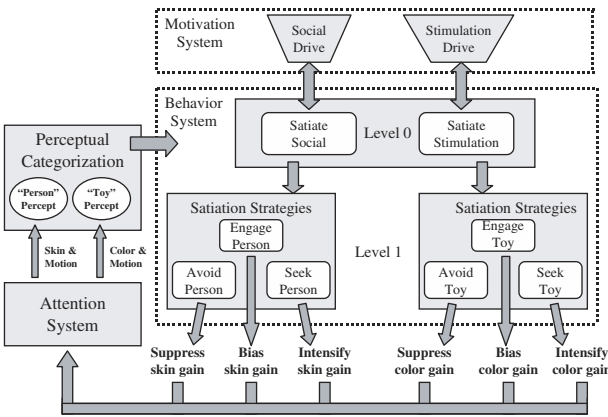 Motivation
System
Social
Drive
Stimulation
Drive
Behavior
System
Satiate
Social
Level 0
Satiate
Stimulation
Perceptual
Categorization
“Person”
Percept
“Toy”
Percept
Skin &
Motion
Color &
Motion
Attention
System
Satiation Strategies
Engage
Person
Avoid
Person
Seek
Person
Level 1
Satiation Strategies
Engage
Toy
Avoid
Toy
Seek
Toy
Suppress
skin gain
Bias
skin gain
Intensify
skin gain
Suppress
color gain
Bias
color gain
Intensify
color gain